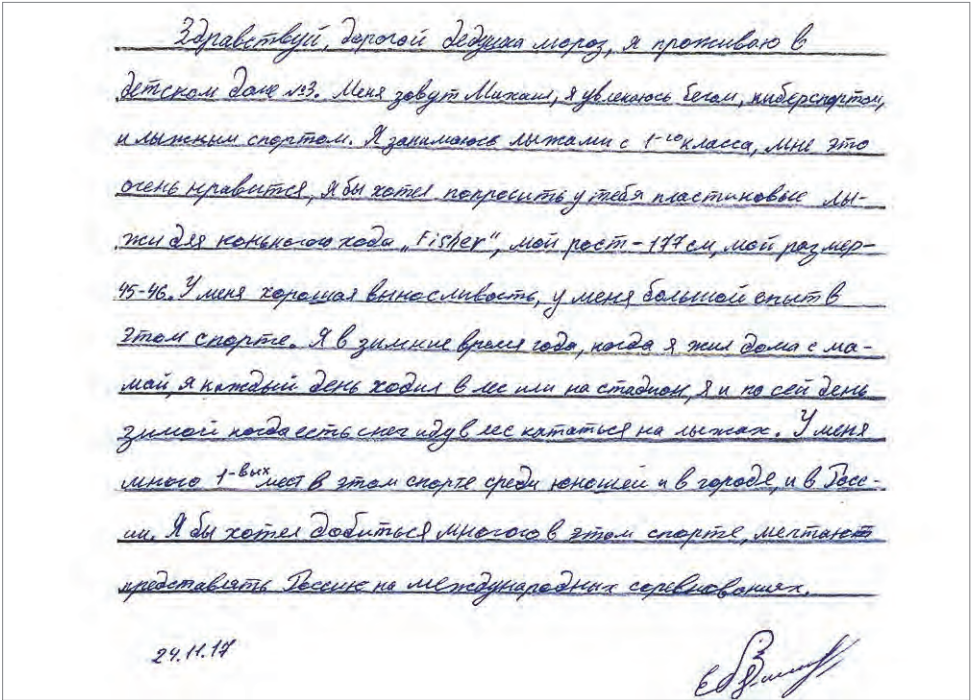 Здравствуй, дорогой дедушка мороз, я проживаю в
детском доме №3. Меня зовут Михаил, я увлекаюсь бегом, киберспортом,
и лыжным спортом. Я занимаюсь лыжами с 1-го класса, мне это
очень нравится, я бы хотел попросить у тебя пластиковые лы-
жи для конькового хода „Fisher", мой рост - 177 см, мой размер-
45-46. У меня хорошая выносливость, у меня большой опыт в
этом спорте. Я в зимние время года, когда я жил дома с ма-
мой, я каждый день ходил в лес или на стадион, я и по сей день
зимой когда есть снег иду в лес кататься на лыжах. У меня
много 1-вых мест в этом спорте среди юношей и в городе, и в Росс-
ии. Я бы хотел добиться многого в этом спорте, мечтают
представлять Россию на международных соревнованиях.
24.11.17